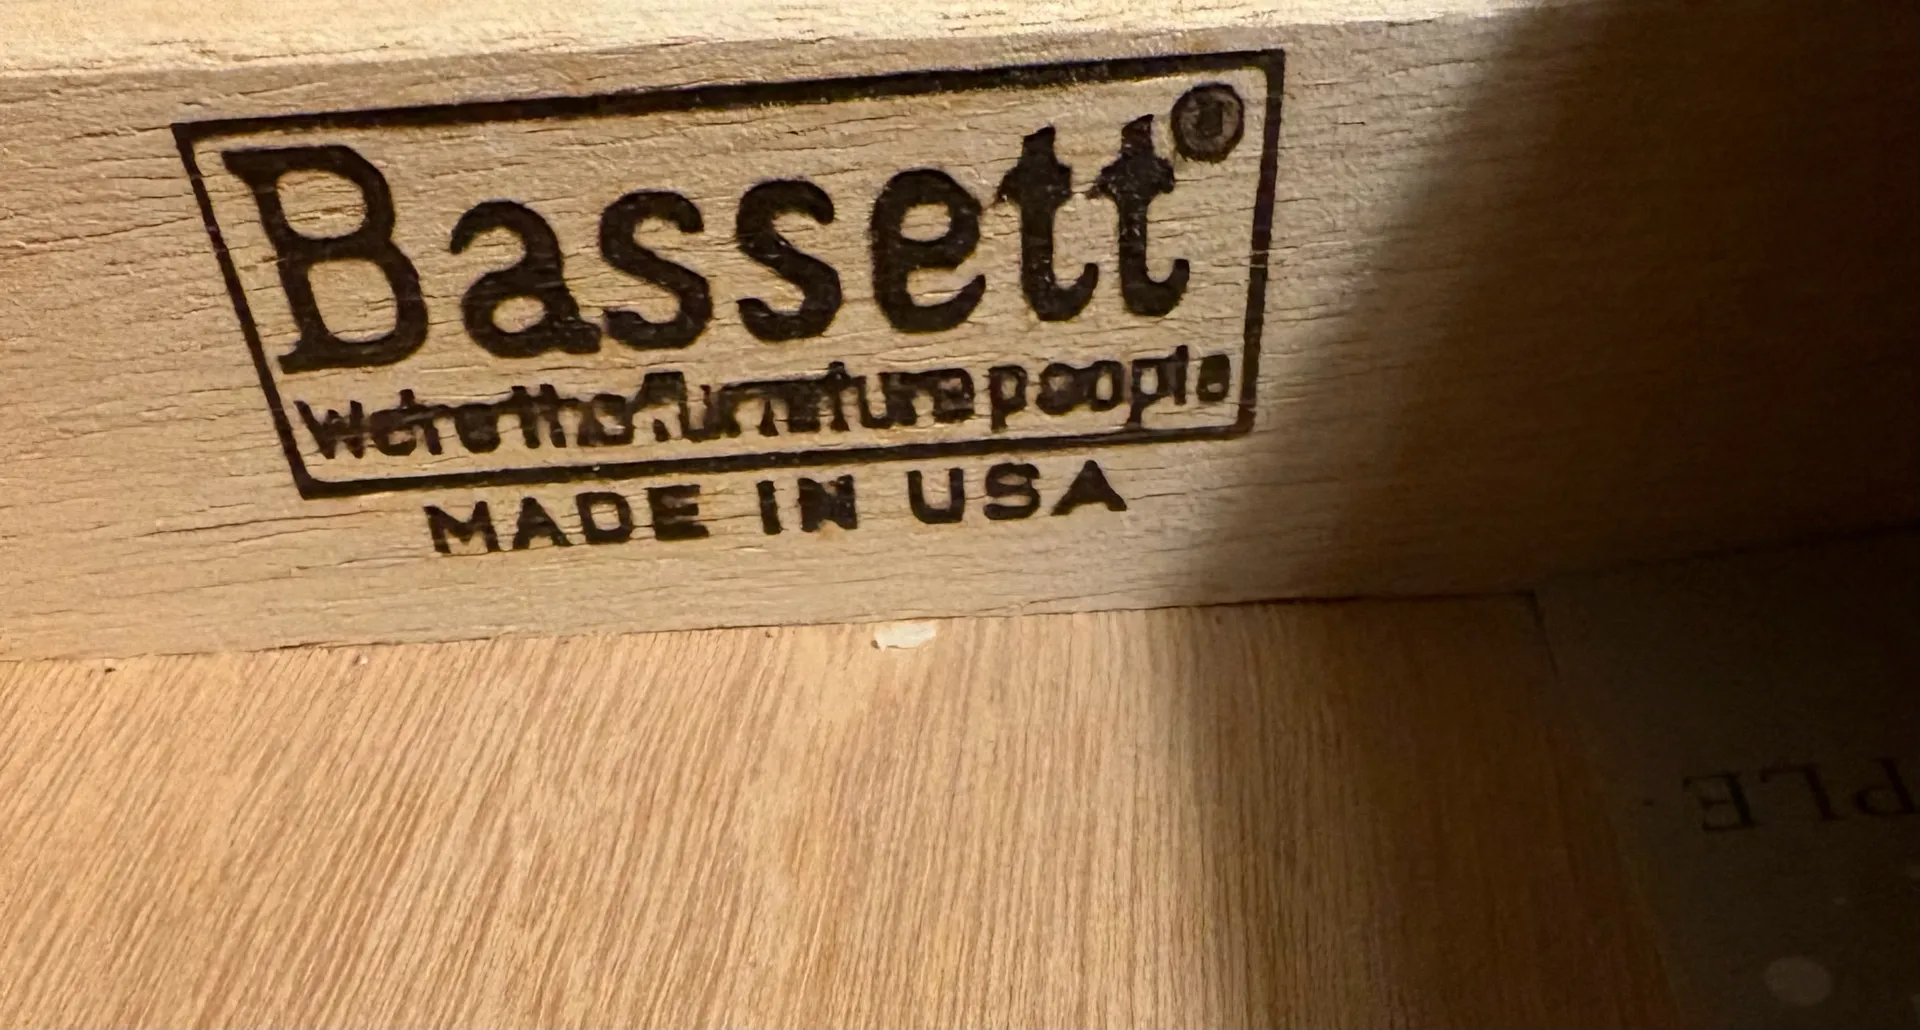 Bassett®
We're the furniture people
MADE IN USA
PLE